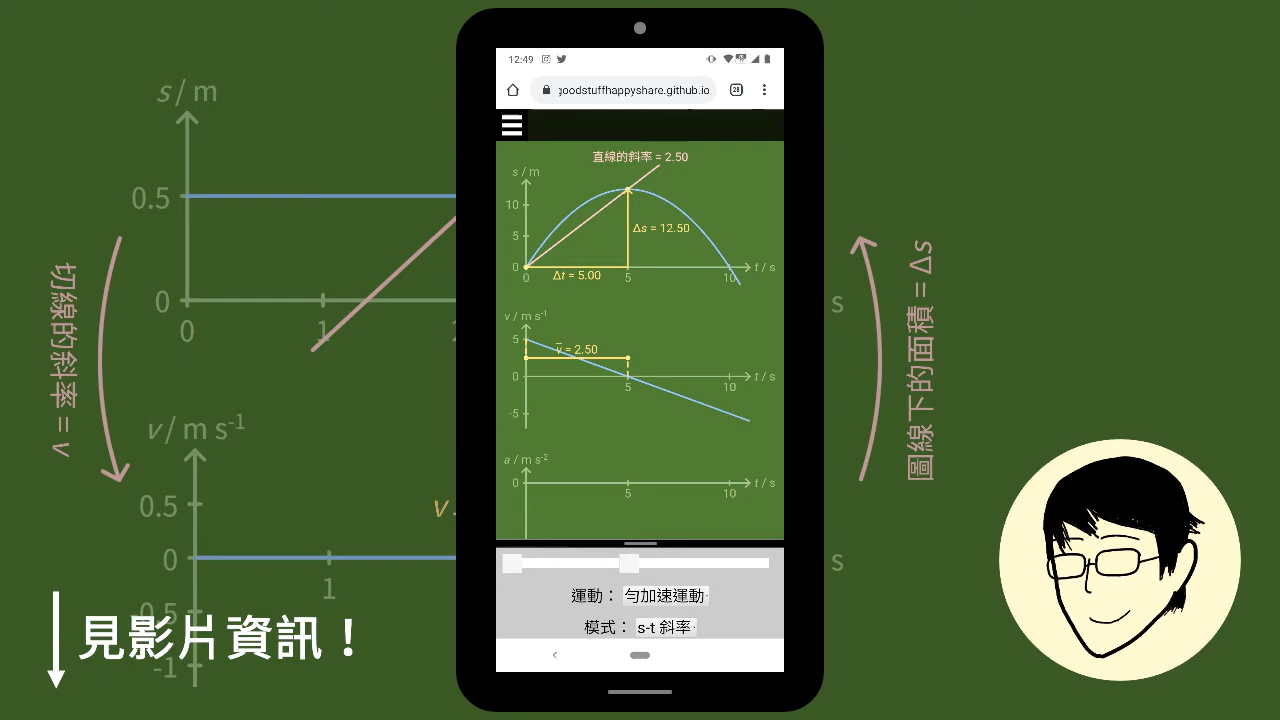 s / m
0.5
0
0
1
切線的斜率 = v
v / m s⁻¹
0.5
0
1
-0.5
-1
v
見影片資訊！
12:49
28
goodstuffhappyshare.github.io
直線的斜率 = 2.50
s / m
10
5
0
0
5
10
t / s
Δs = 12.50
Δt = 5.00
v / m s⁻¹
5
0
-5
5
10
t / s
v̅ = 2.50
a / m s⁻²
0
5
10
t / s
運動： 勻加速運動
模式： s-t 斜率
s
圖線下的面積 = Δs
s